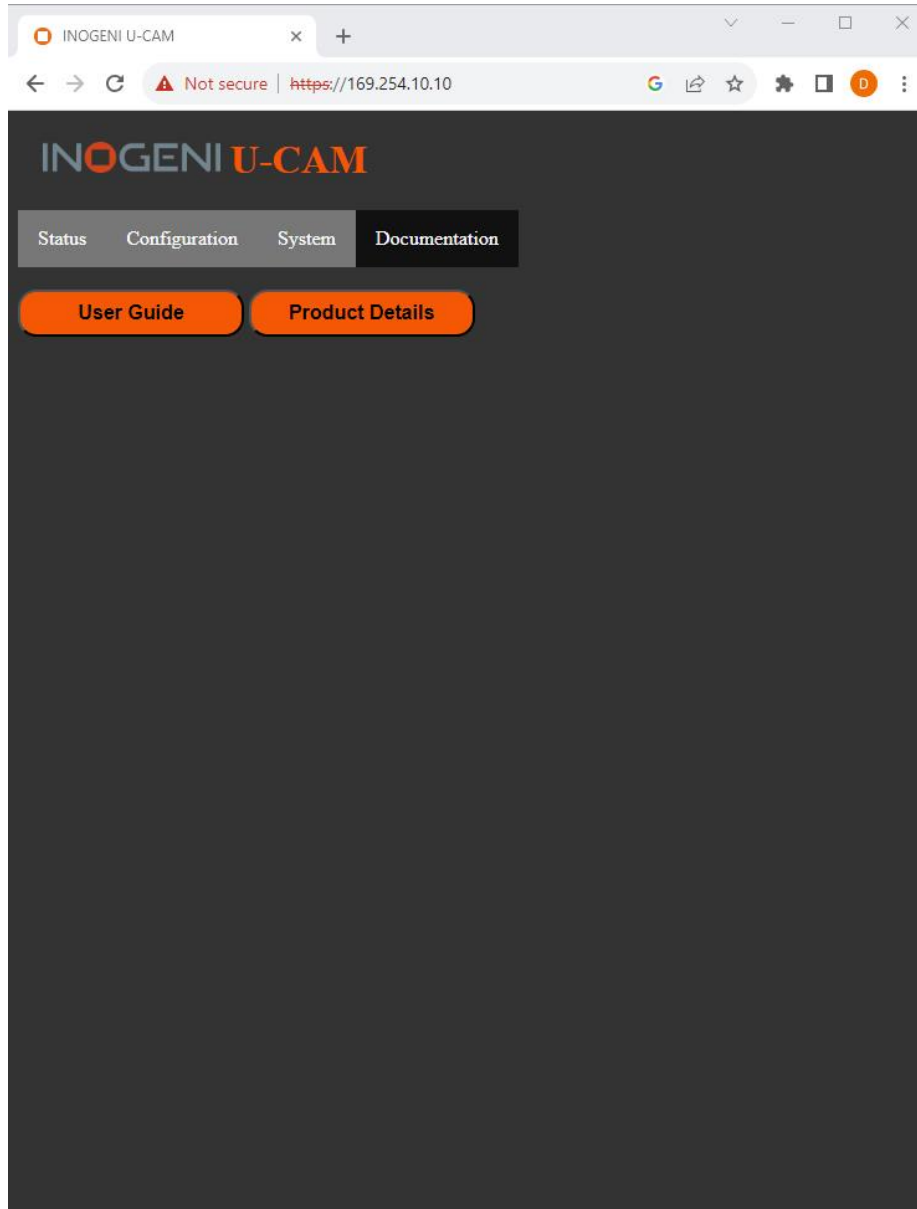 INOGENI U-CAM
Not secure | https://169.254.10.10
D
INOGENI U-CAM
Status Configuration System Documentation
User Guide Product Details